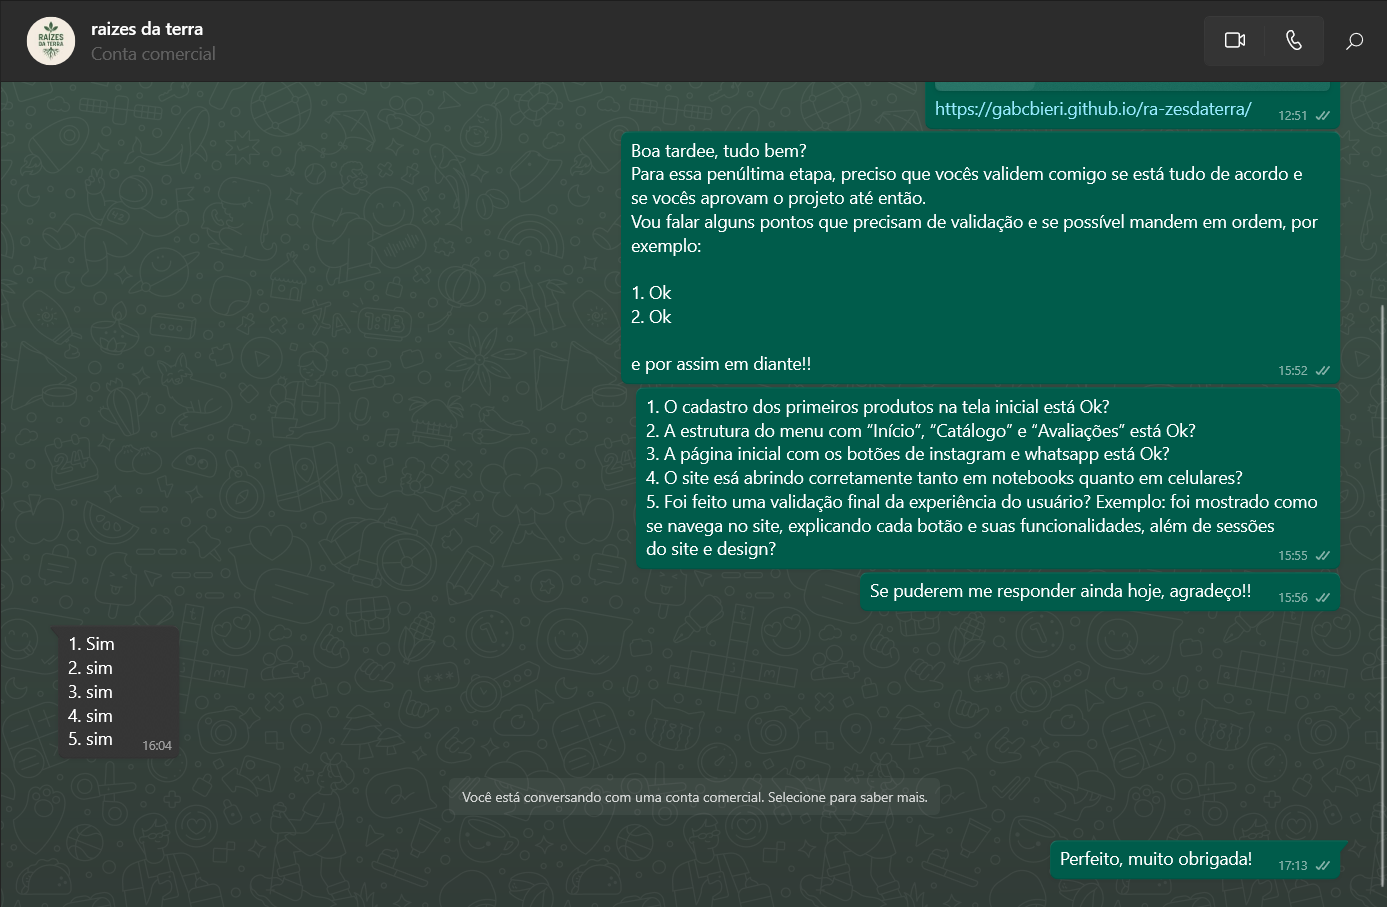 RAÍZES
DA TERRA
raizes da terra
Conta comercial
https://gabcbieri.github.io/ra-zesdaterra/
12:51
Boa tardee, tudo bem?
Para essa penúltima etapa, preciso que vocês validem comigo se está tudo de acordo e
se vocês aprovam o projeto até então.
Vou falar alguns pontos que precisam de validação e se possível mandem em ordem, por
exemplo:
1. Ok
2. Ok
e por assim em diante!!
15:52
1. O cadastro dos primeiros produtos na tela inicial está Ok?
2. A estrutura do menu com “Início”, “Catálogo” e “Avaliações” está Ok?
3. A página inicial com os botões de instagram e whatsapp está Ok?
4. O site esá abrindo corretamente tanto em notebooks quanto em celulares?
5. Foi feito uma validação final da experiência do usuário? Exemplo: foi mostrado como
se navega no site, explicando cada botão e suas funcionalidades, além de sessões
do site e design?
15:55
Se puderem me responder ainda hoje, agradeço!!
15:56
1. Sim
2. sim
3. sim
4. sim
5. sim
16:04
Você está conversando com uma conta comercial. Selecione para saber mais.
Perfeito, muito obrigada!
17:13